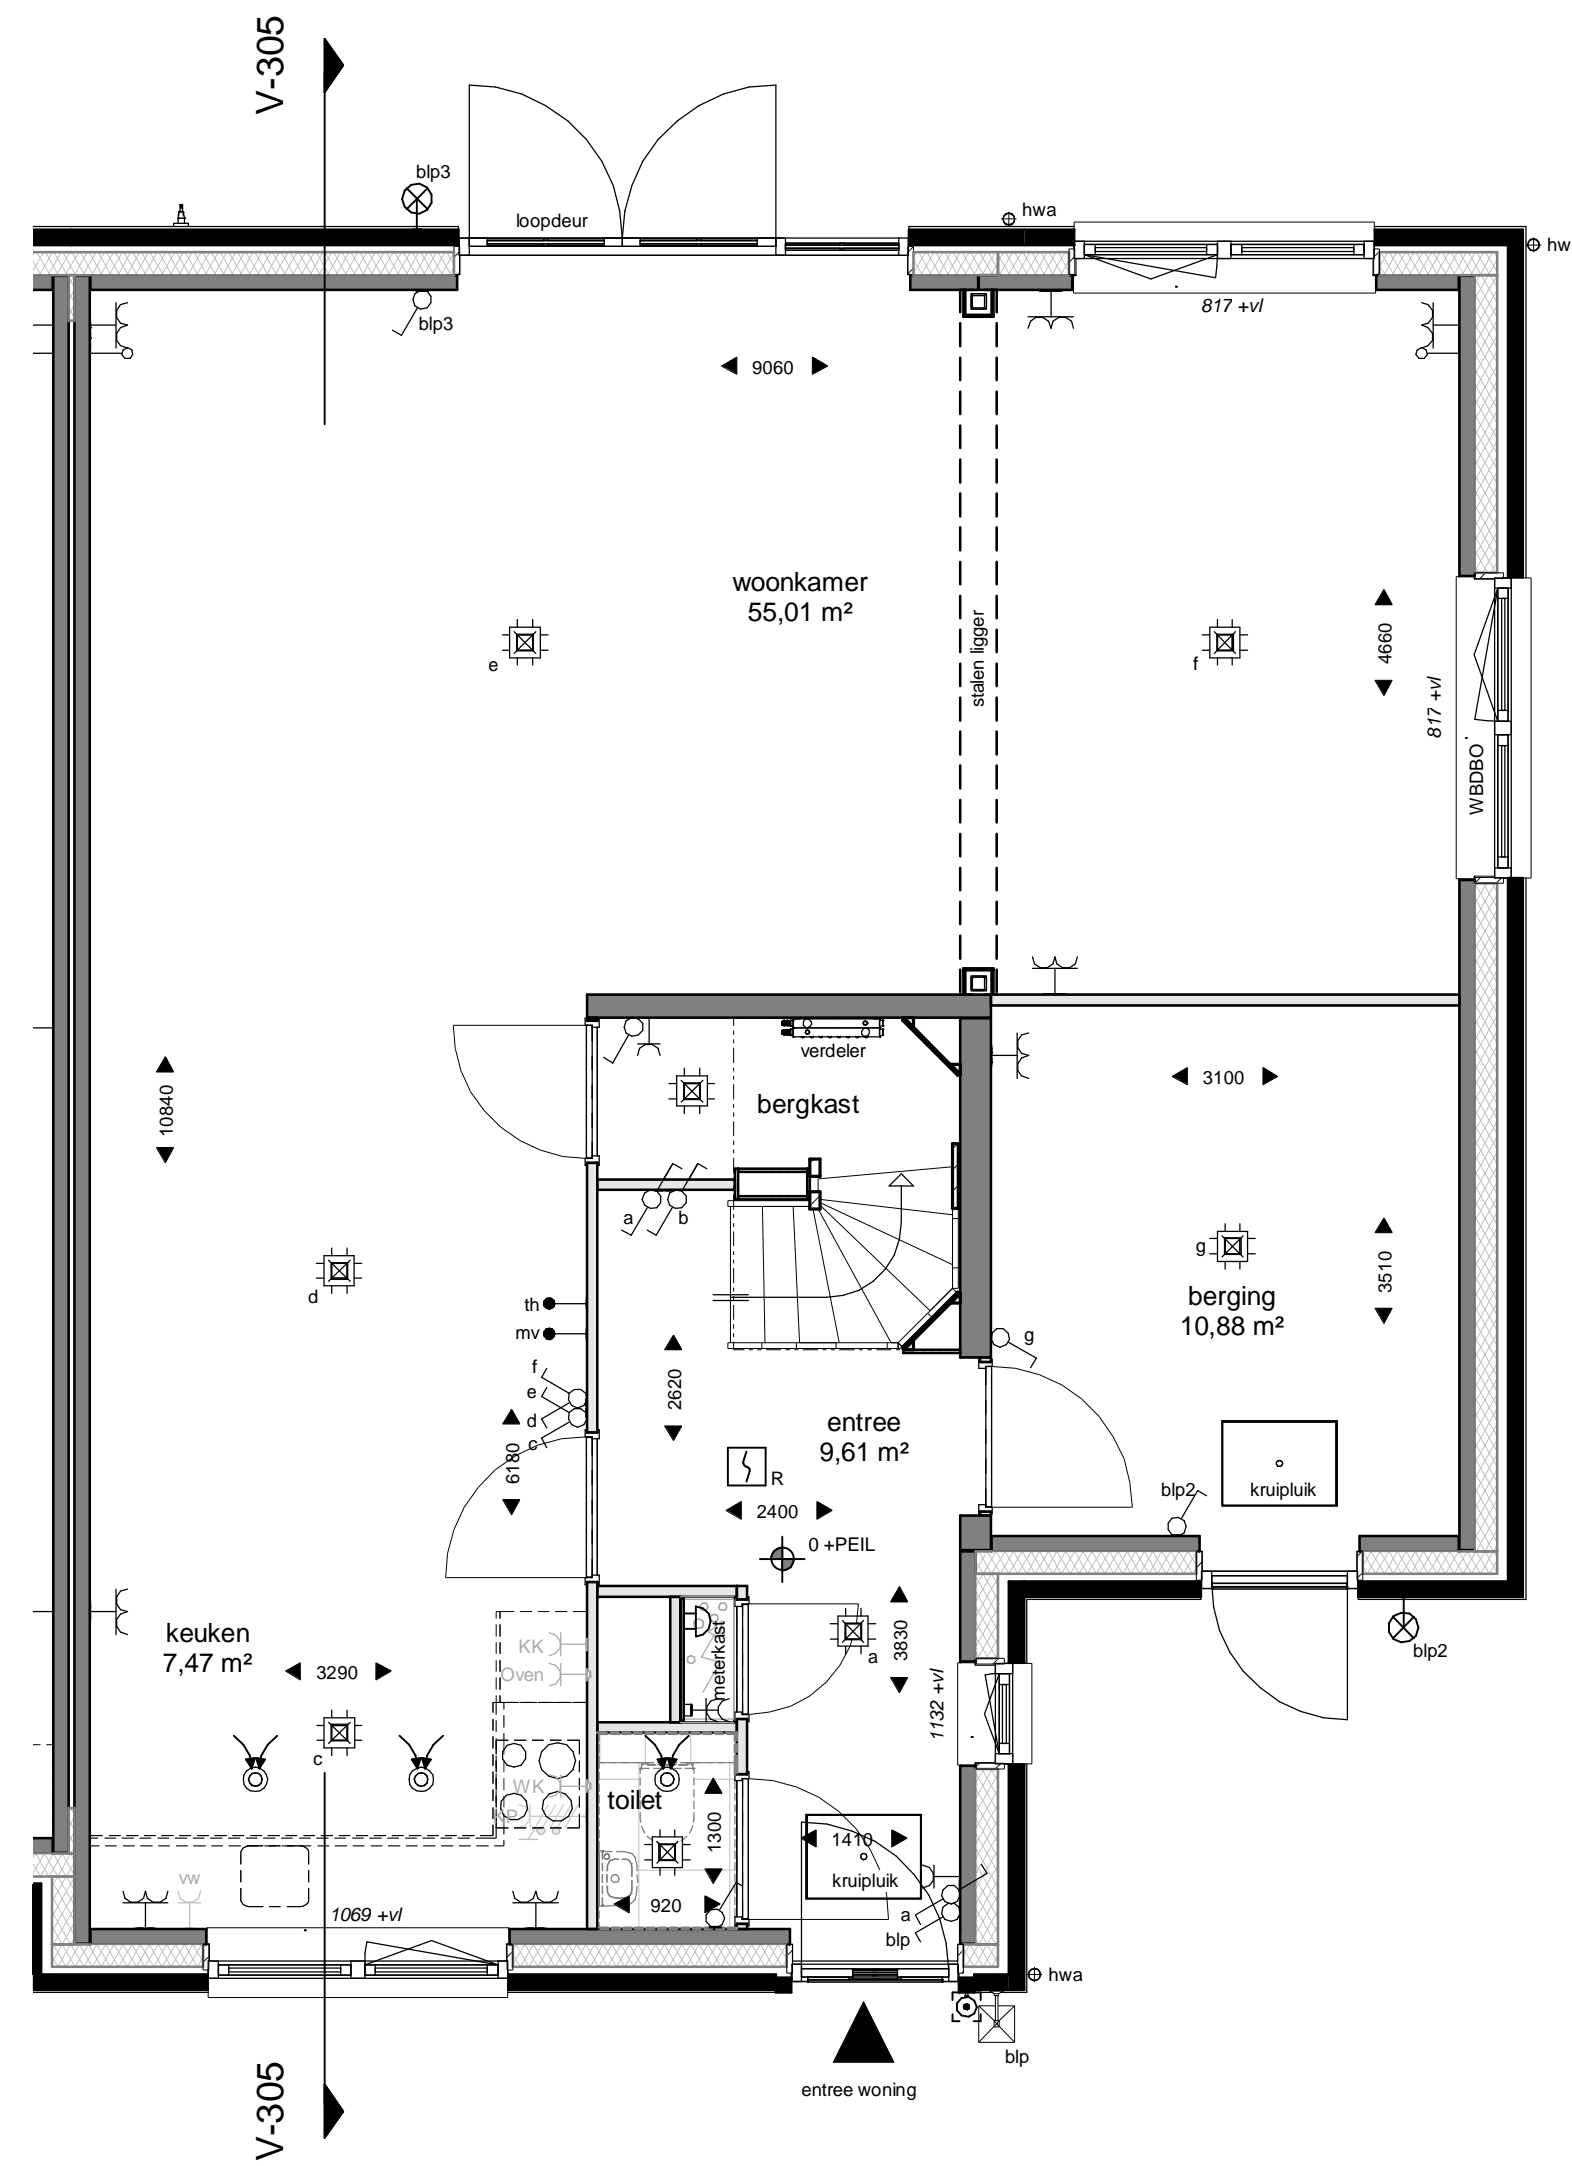 V-305
blp3
loopdeur
hwa
hw
blp3
817 +vl
9060
woonkamer
55,01 m²
stalen ligger
e
f
4660
817 +vl
WBDBO
verdeler
bergkast
3100
10840
a
b
g
berging
10,88 m²
3510
d
th
mv
g
f
e
d
c
2620
6180
entree
9,61 m²
R
2400
0 +PEIL
blp2
kruipluik
keuken
7,47 m²
3290
KK
Oven
meterkast
a
3830
blp2
1132 +vl
c
WK
toilet
1300
1410
kruipluik
vw
920
a
blp
1069 +vl
hwa
blp
entree woning
V-305